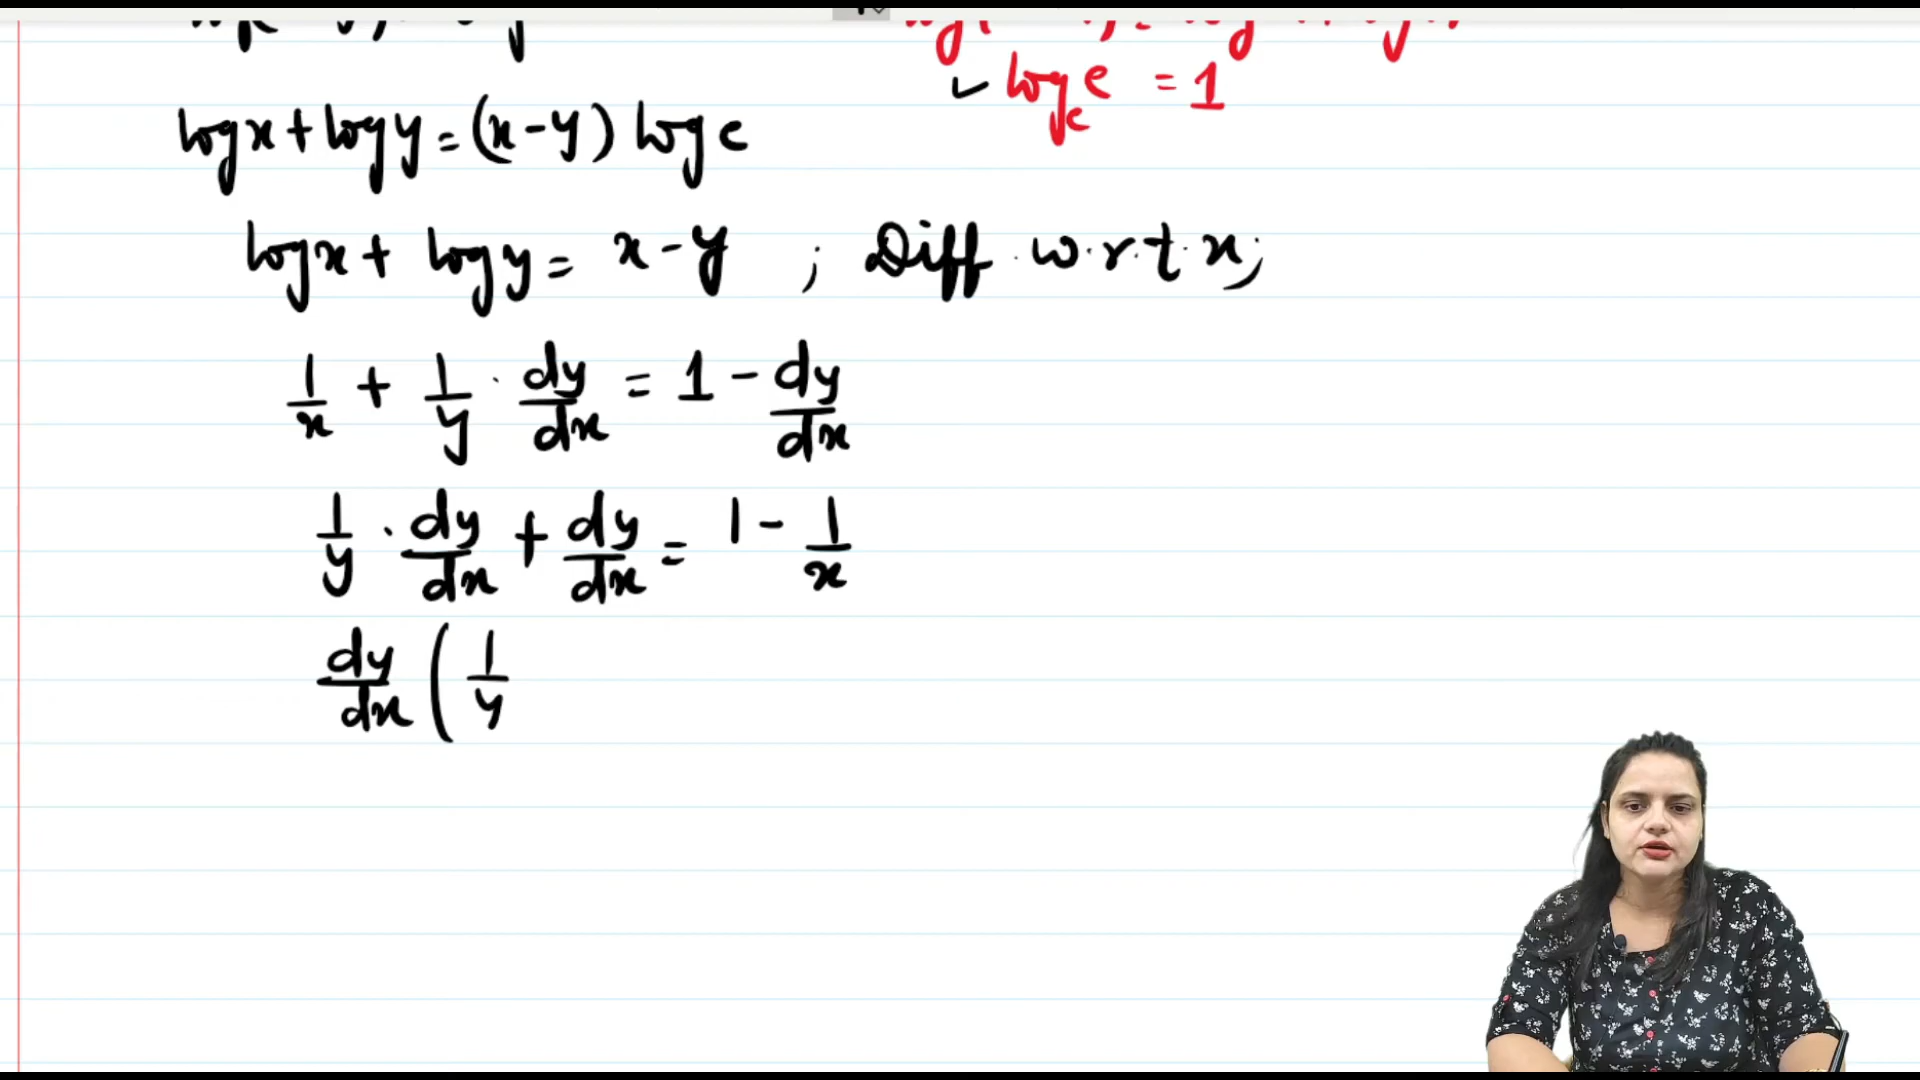 log e e = 1
log x + log y = (x - y) log e
log x + log y = x - y ; Diff. w.r.t. x;
1/x + 1/y · dy/dx = 1 - dy/dx
1/y · dy/dx + dy/dx = 1 - 1/x
dy/dx ( 1/y